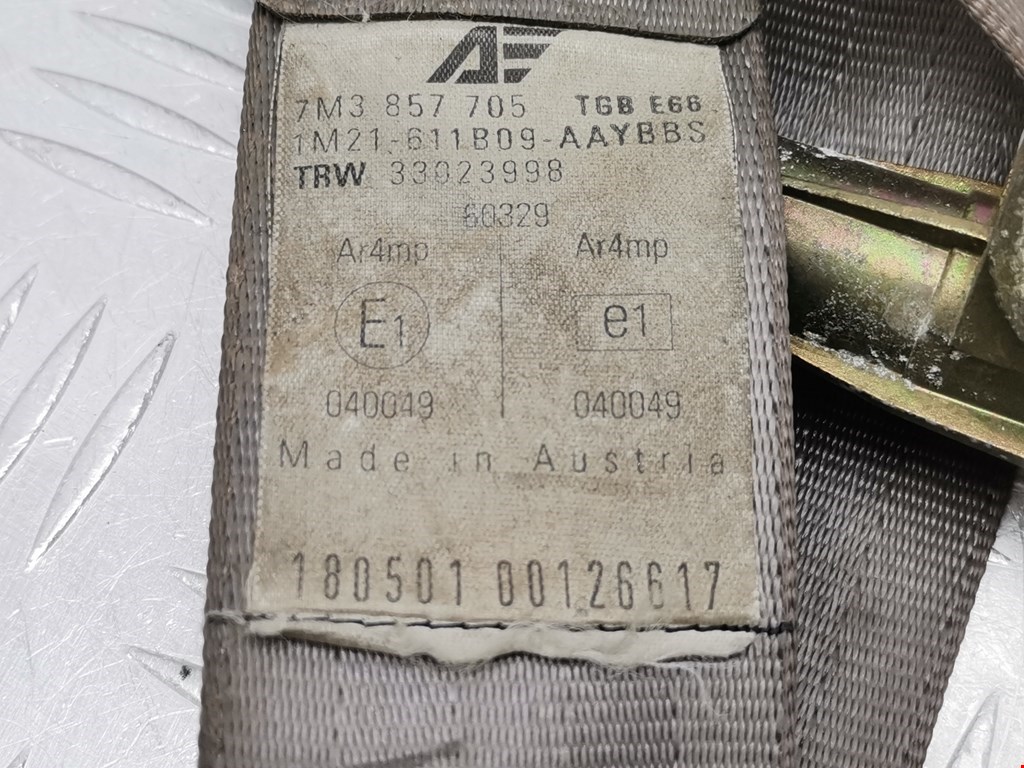 AF
7M3 857 705 TGB E66
1M21-611B09-AAYBBS
TRW 33023998
60329
Ar4mp Ar4mp
E1 e1
040049 040049
Made in Austria
180501 00126617